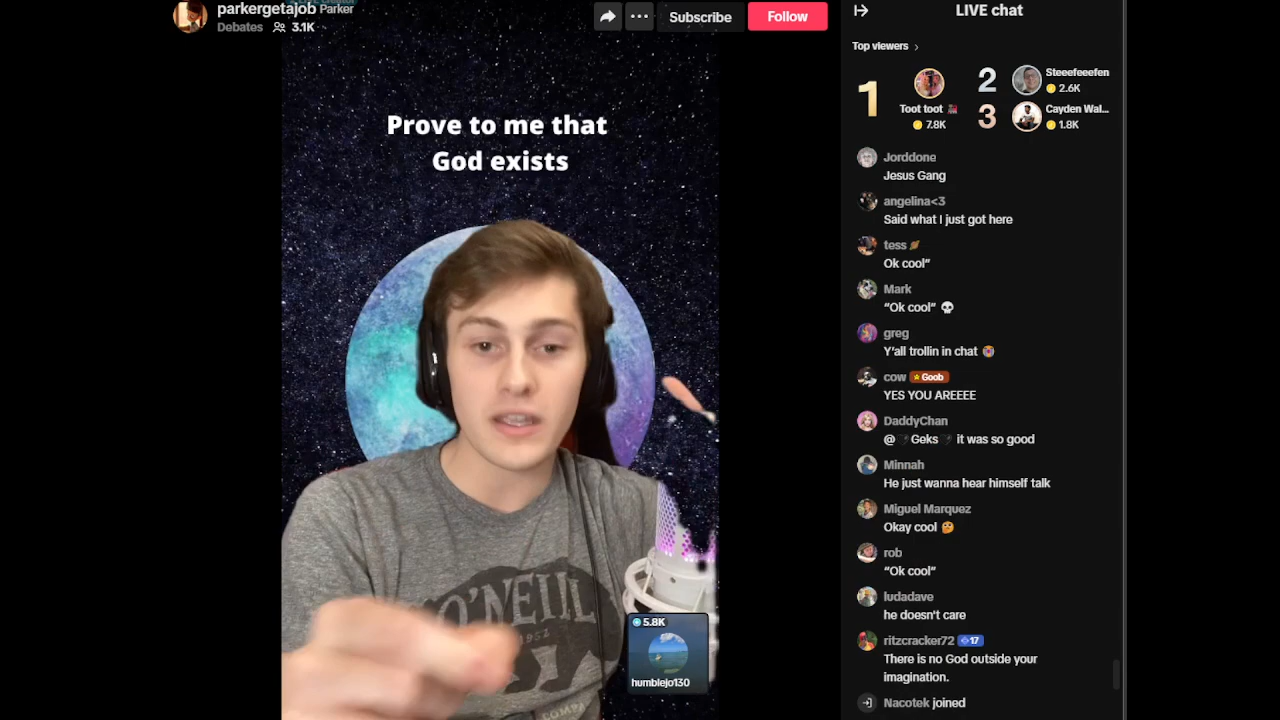 parkergetajob Parker
Debates 3.1K
Subscribe
Follow
Prove to me that
God exists
O'NEILL
1952
5.8K
humblejo130
LIVE chat
Top viewers
1
Toot toot
7.8K
2
Steeefeeefen
2.6K
3
Cayden Wal...
1.8K
Jorddone
Jesus Gang
angelina<3
Said what I just got here
tess
Ok cool”
Mark
“Ok cool” 💀
greg
Y'all trollin in chat
cow Goob
YES YOU AREEEE
DaddyChan
@ Geks it was so good
Minnah
He just wanna hear himself talk
Miguel Marquez
Okay cool 🤔
rob
“Ok cool”
ludadave
he doesn't care
ritzcracker72 17
There is no God outside your
imagination.
Nacotek joined